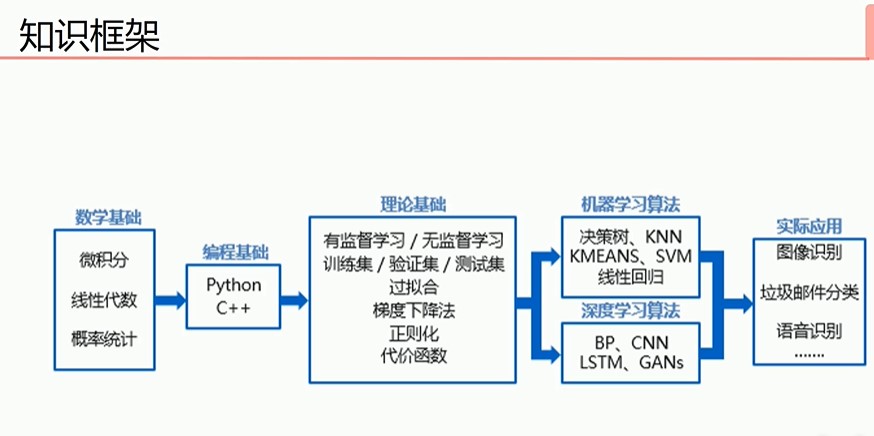 知识框架
数学基础
微积分
线性代数
概率统计
编程基础
Python
C++
理论基础
有监督学习 / 无监督学习
训练集 / 验证集 / 测试集
过拟合
梯度下降法
正则化
代价函数
机器学习算法
决策树、KNN
KMEANS、SVM
线性回归
深度学习算法
BP、CNN
LSTM、GANs
实际应用
图像识别
垃圾邮件分类
语音识别
.......